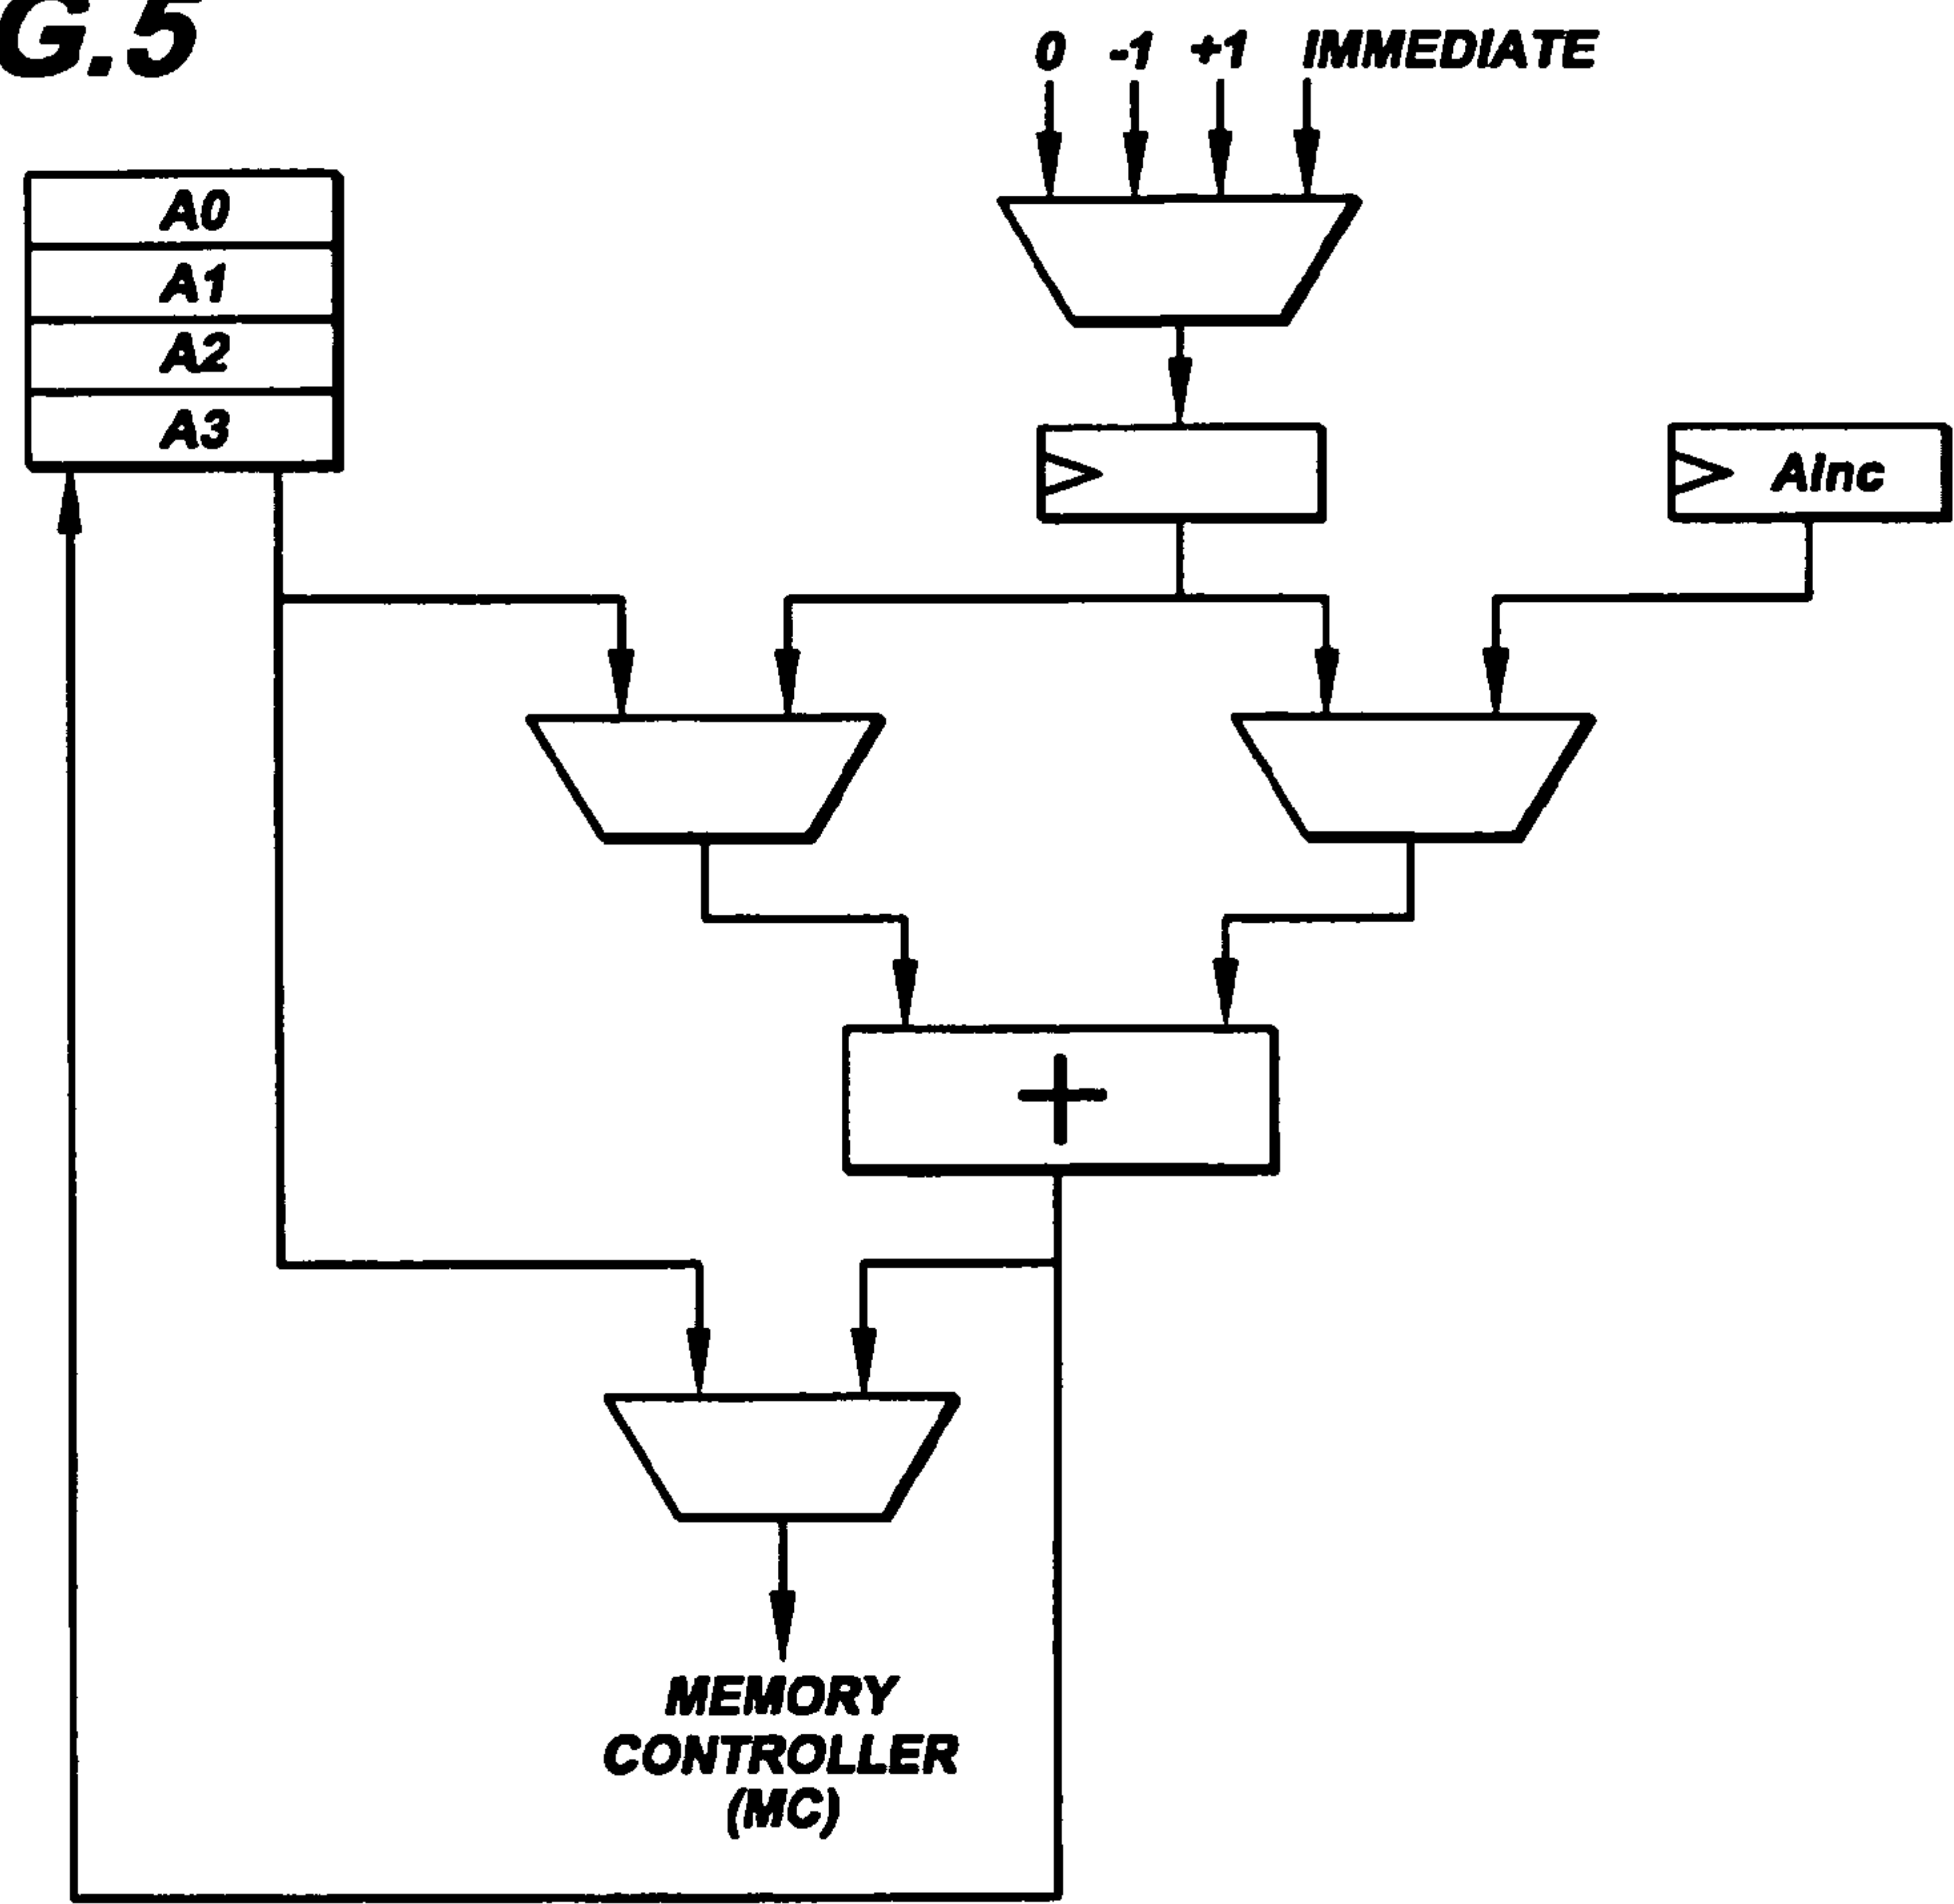 G.5
0 -1 +1 IMMEDIATE
A0
A1
A2
A3
Ainc
+
MEMORY
CONTROLLER
(MC)